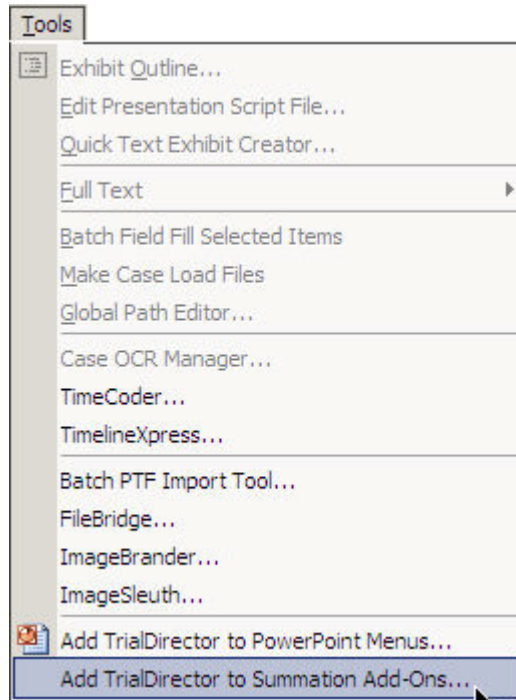 Tools
Exhibit Outline...
Edit Presentation Script File...
Quick Text Exhibit Creator...
Full Text
Batch Field Fill Selected Items
Make Case Load Files
Global Path Editor...
Case OCR Manager...
TimeCoder...
TimelineXpress...
Batch PTF Import Tool...
FileBridge...
ImageBrander...
ImageSleuth...
Add TrialDirector to PowerPoint Menus...
Add TrialDirector to Summation Add-Ons...